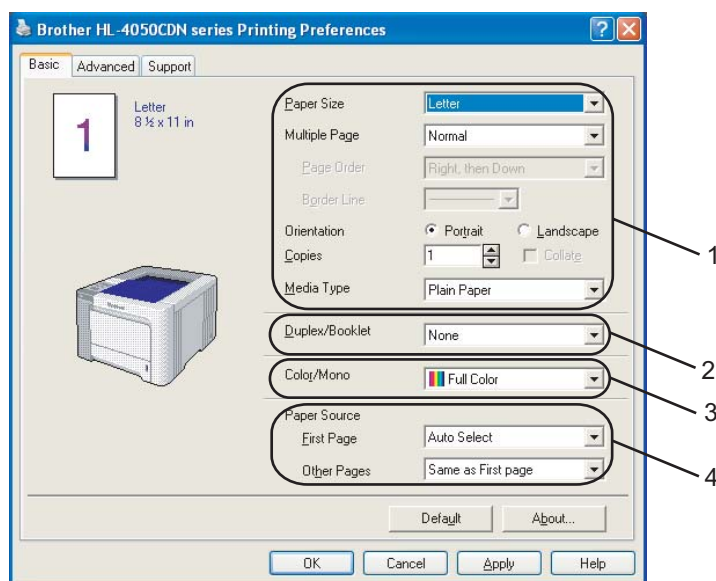 Brother HL-4050CDN series Printing Preferences
Basic Advanced Support
1
Letter
8 ½ x 11 in
Paper Size Letter
Multiple Page Normal
Page Order Right, then Down
Border Line
Orientation Portrait Landscape
Copies 1 Collate
Media Type Plain Paper
1
Duplex/Booklet None
2
Color/Mono Full Color
3
Paper Source
First Page Auto Select
Other Pages Same as First page
4
Default About...
OK Cancel Apply Help